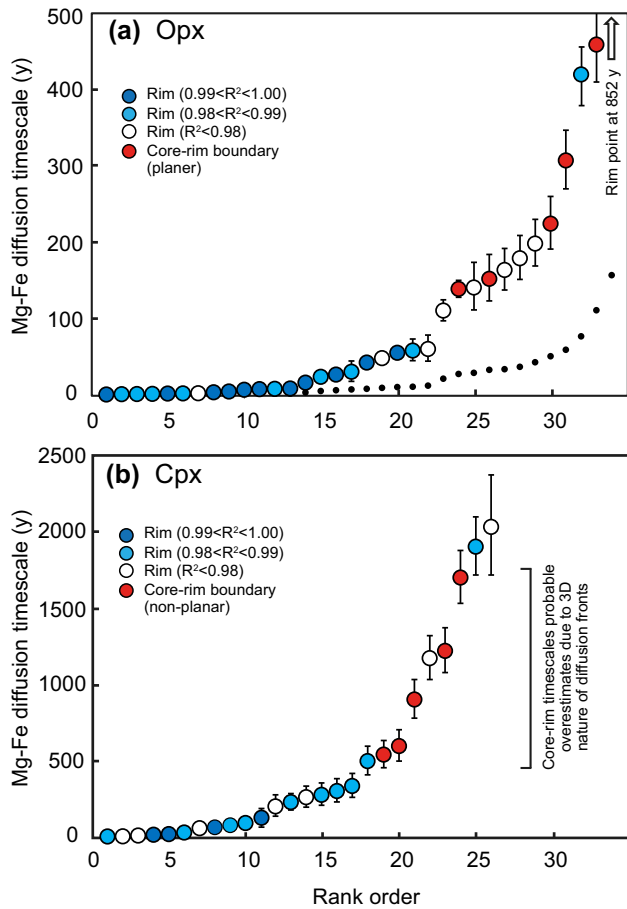 (a) Opx
Mg-Fe diffusion timescale (y)
500
400
300
200
100
0
Rim (0.99<R²<1.00)
Rim (0.98<R²<0.99)
Rim (R²<0.98)
Core-rim boundary
(planer)
Rim point at 852 y
0 5 10 15 20 25 30
(b) Cpx
Mg-Fe diffusion timescale (y)
2500
2000
1500
1000
500
0
Rim (0.99<R²<1.00)
Rim (0.98<R²<0.99)
Rim (R²<0.98)
Core-rim boundary
(non-planar)
Core-rim timescales probable
overestimates due to 3D
nature of diffusion fronts
0 5 10 15 20 25 30
Rank order